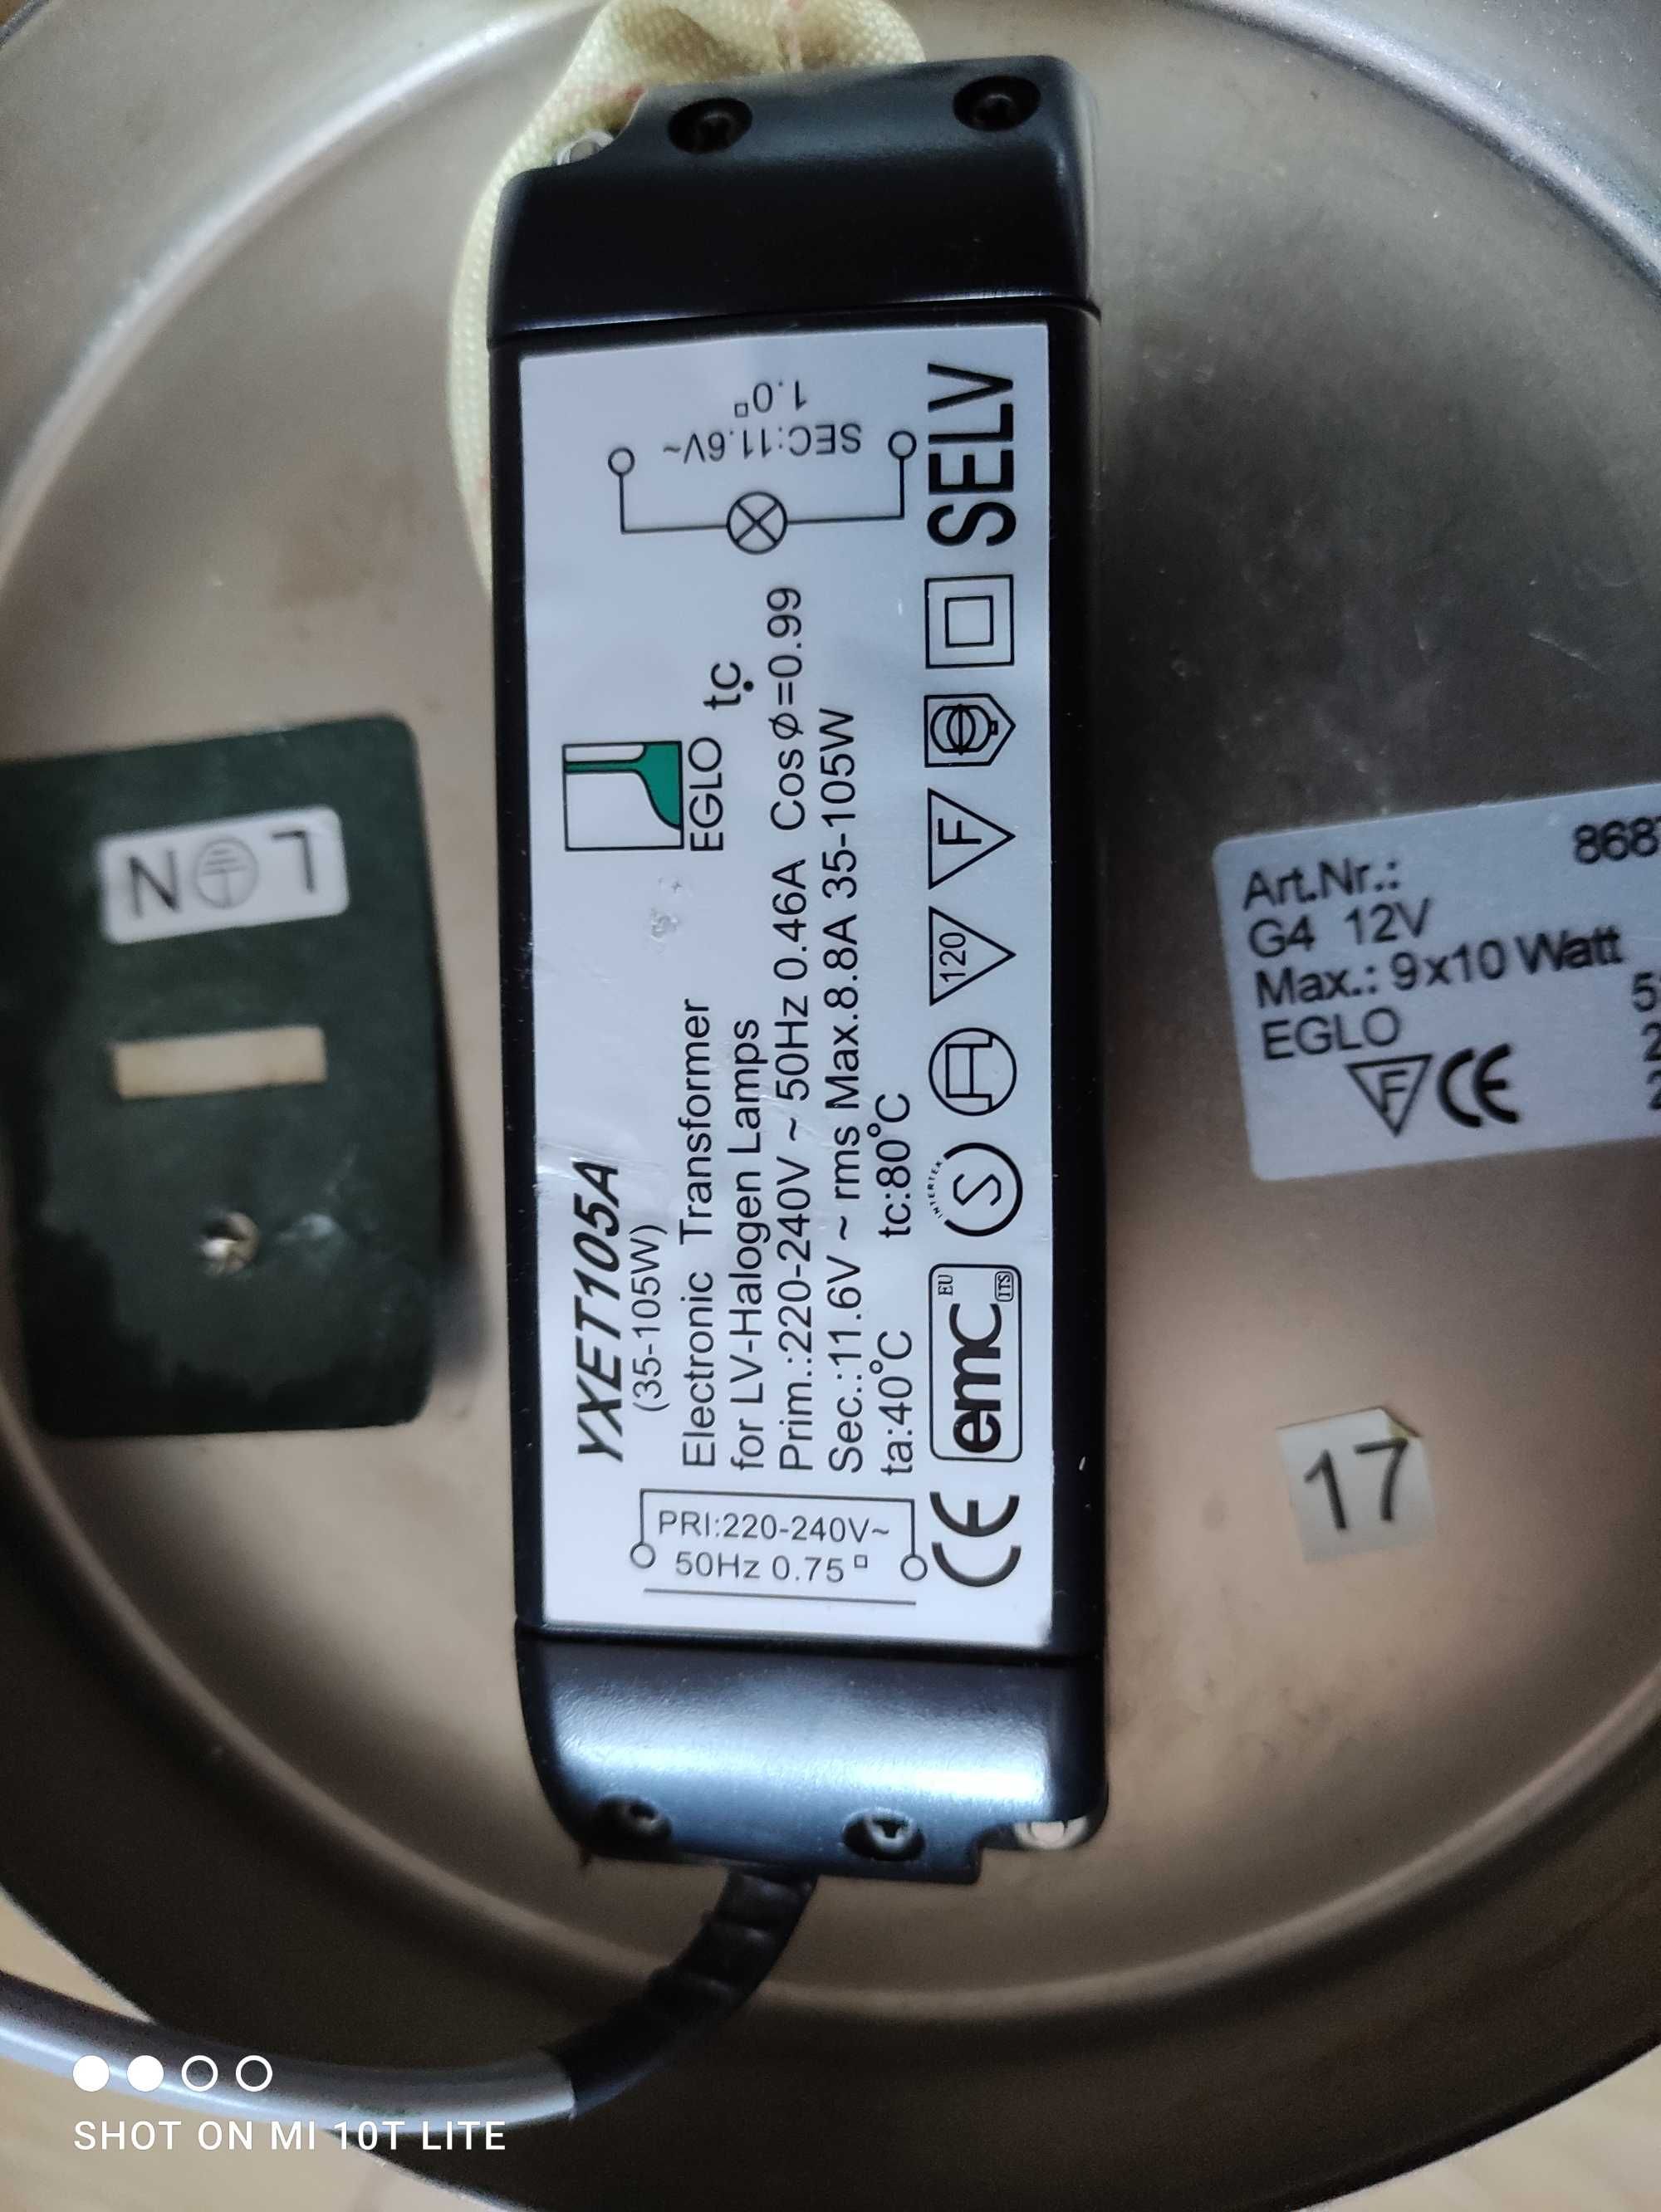 YXET105A
(35-105W)
EGLO
tc
Electronic Transformer
for LV-Halogen Lamps
Prim.:220-240V ~ 50Hz 0.46A CosØ=0.99
Sec.:11.6V ~ rms Max.8.8A 35-105W
ta:40°C tc:80°C
PRI:220-240V~
50Hz 0.75▫
SEC:11.6V~
1.0▫
CE emc EU ITS INTERTEK S 120 F SELV
L N
Art.Nr.:
G4 12V
Max.: 9x10 Watt
EGLO
F CE
17
SHOT ON MI 10T LITE